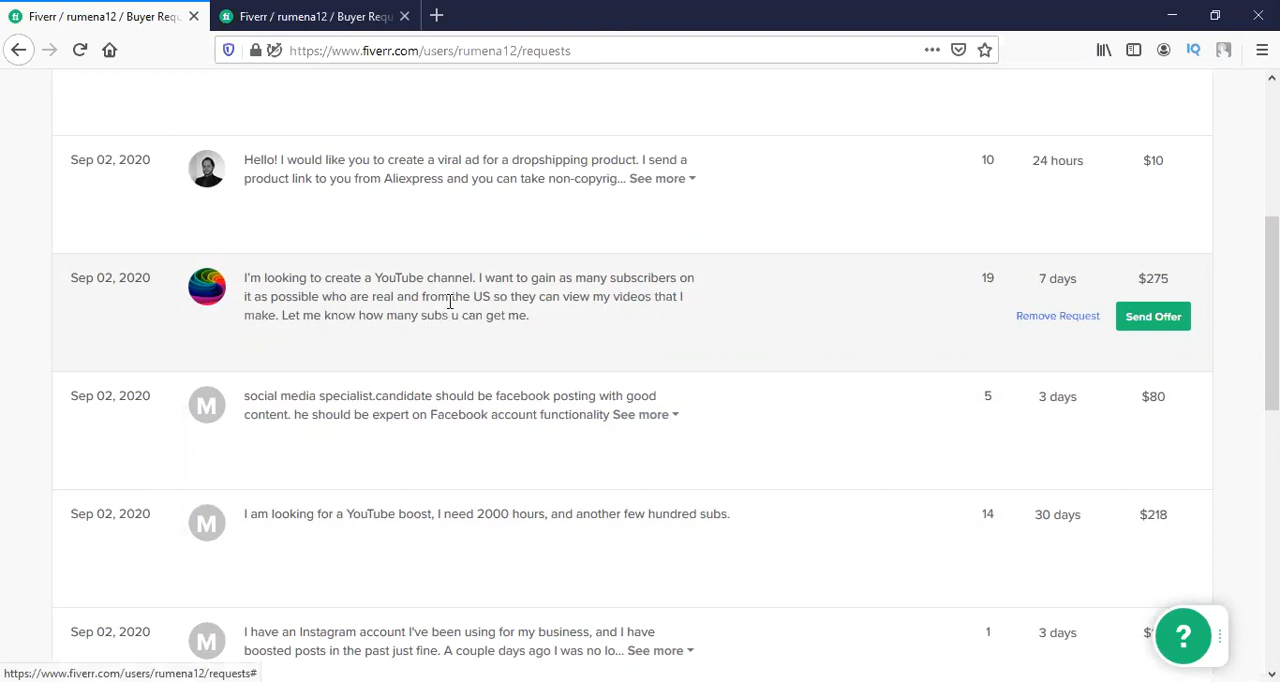 Fiverr / rumena12 / Buyer Requ
Fiverr / rumena12 / Buyer Requ
https://www.fiverr.com/users/rumena12/requests
IQ
Sep 02, 2020
Hello! I would like you to create a viral ad for a dropshipping product. I send a
product link to you from Aliexpress and you can take non-copyrig... See more
10
24 hours
$10
Sep 02, 2020
I'm looking to create a YouTube channel. I want to gain as many subscribers on
it as possible who are real and from the US so they can view my videos that I
make. Let me know how many subs u can get me.
19
7 days
$275
Remove Request
Send Offer
Sep 02, 2020
M
social media specialist.candidate should be facebook posting with good
content. he should be expert on Facebook account functionality See more
5
3 days
$80
Sep 02, 2020
M
I am looking for a YouTube boost, I need 2000 hours, and another few hundred subs.
14
30 days
$218
Sep 02, 2020
M
I have an Instagram account I've been using for my business, and I have
boosted posts in the past just fine. A couple days ago I was no lo... See more
1
3 days
?
https://www.fiverr.com/users/rumena12/requests#